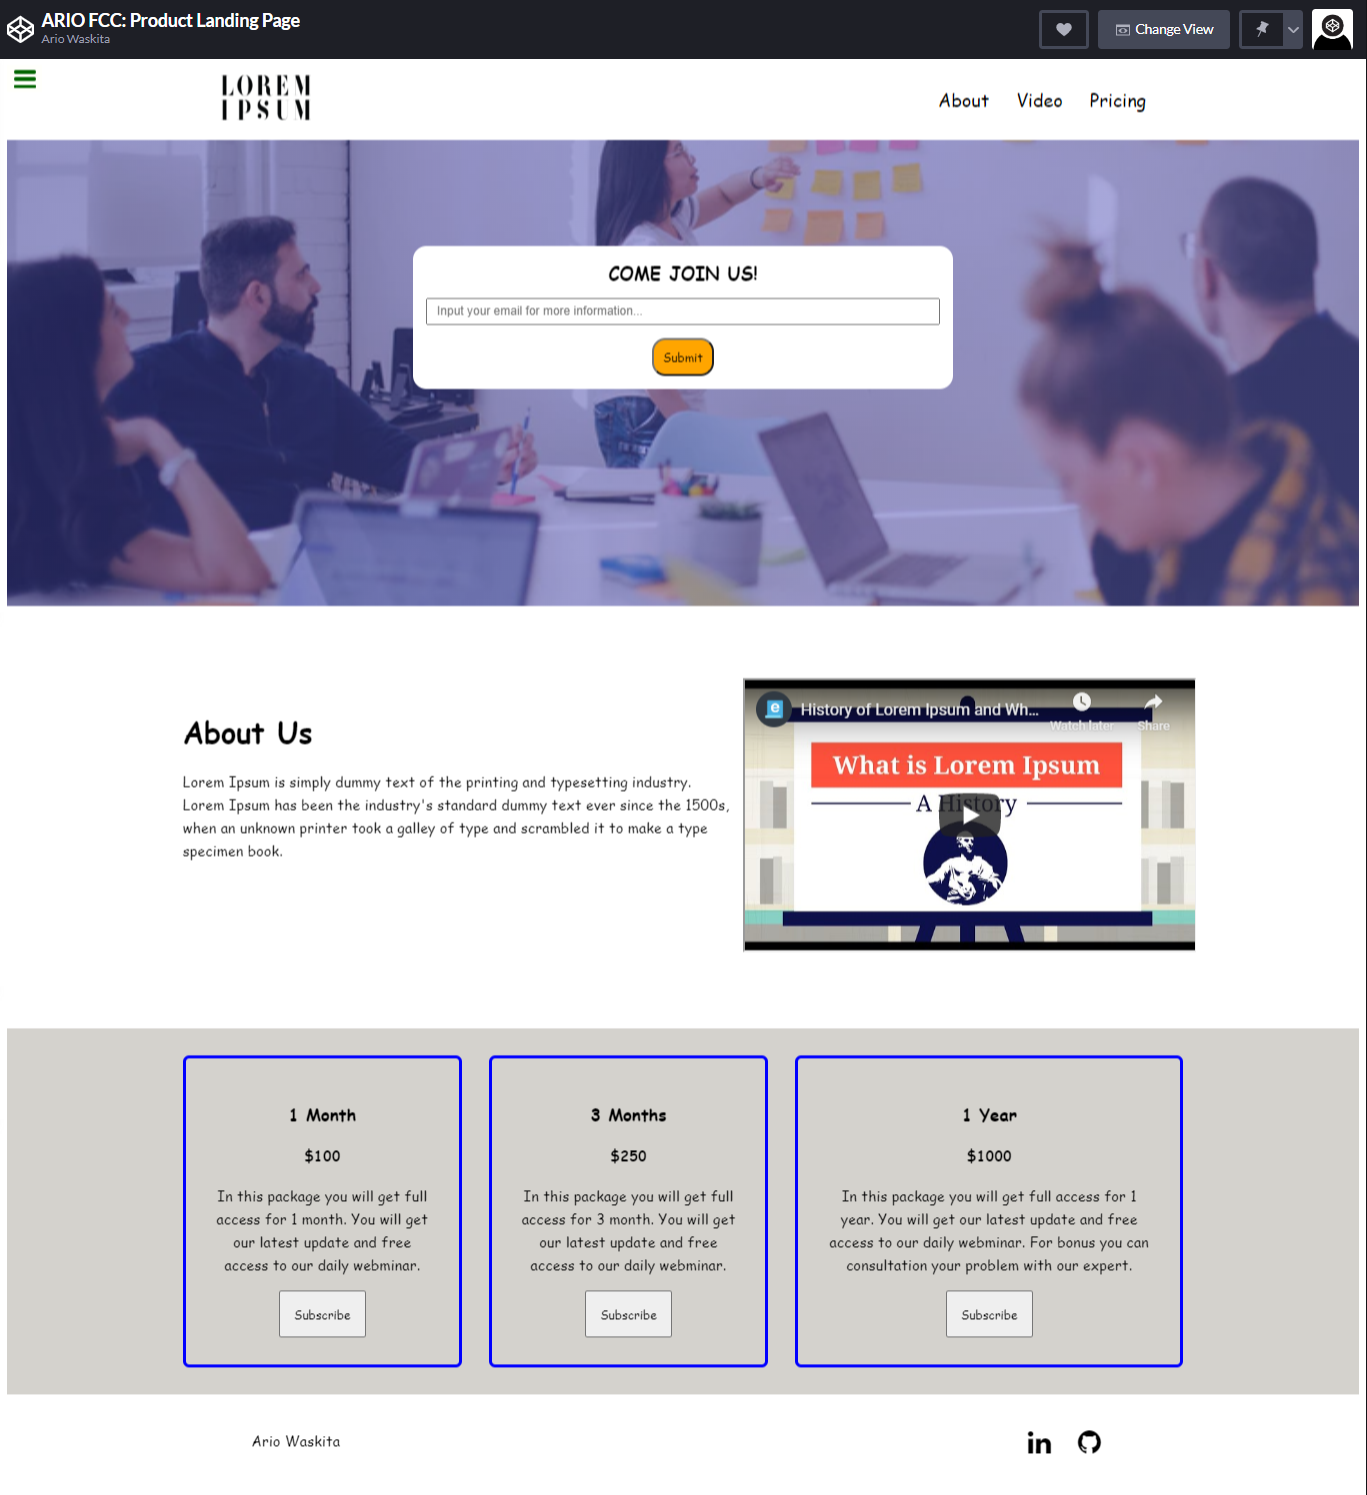 ARIO FCC: Product Landing Page
Ario Waskita
Change View
LOREM
IPSUM
About Video Pricing
COME JOIN US!
Input your email for more information...
Submit
About Us
Lorem Ipsum is simply dummy text of the printing and typesetting industry.
Lorem Ipsum has been the industry's standard dummy text ever since the 1500s,
when an unknown printer took a galley of type and scrambled it to make a type
specimen book.
e
History of Lorem Ipsum and Wh...
Watch later
Share
What is Lorem Ipsum
A History
1 Month
$100
In this package you will get full
access for 1 month. You will get
our latest update and free
access to our daily webminar.
Subscribe
3 Months
$250
In this package you will get full
access for 3 month. You will get
our latest update and free
access to our daily webminar.
Subscribe
1 Year
$1000
In this package you will get full access for 1
year. You will get our latest update and free
access to our daily webminar. For bonus you can
consultation your problem with our expert.
Subscribe
Ario Waskita
in